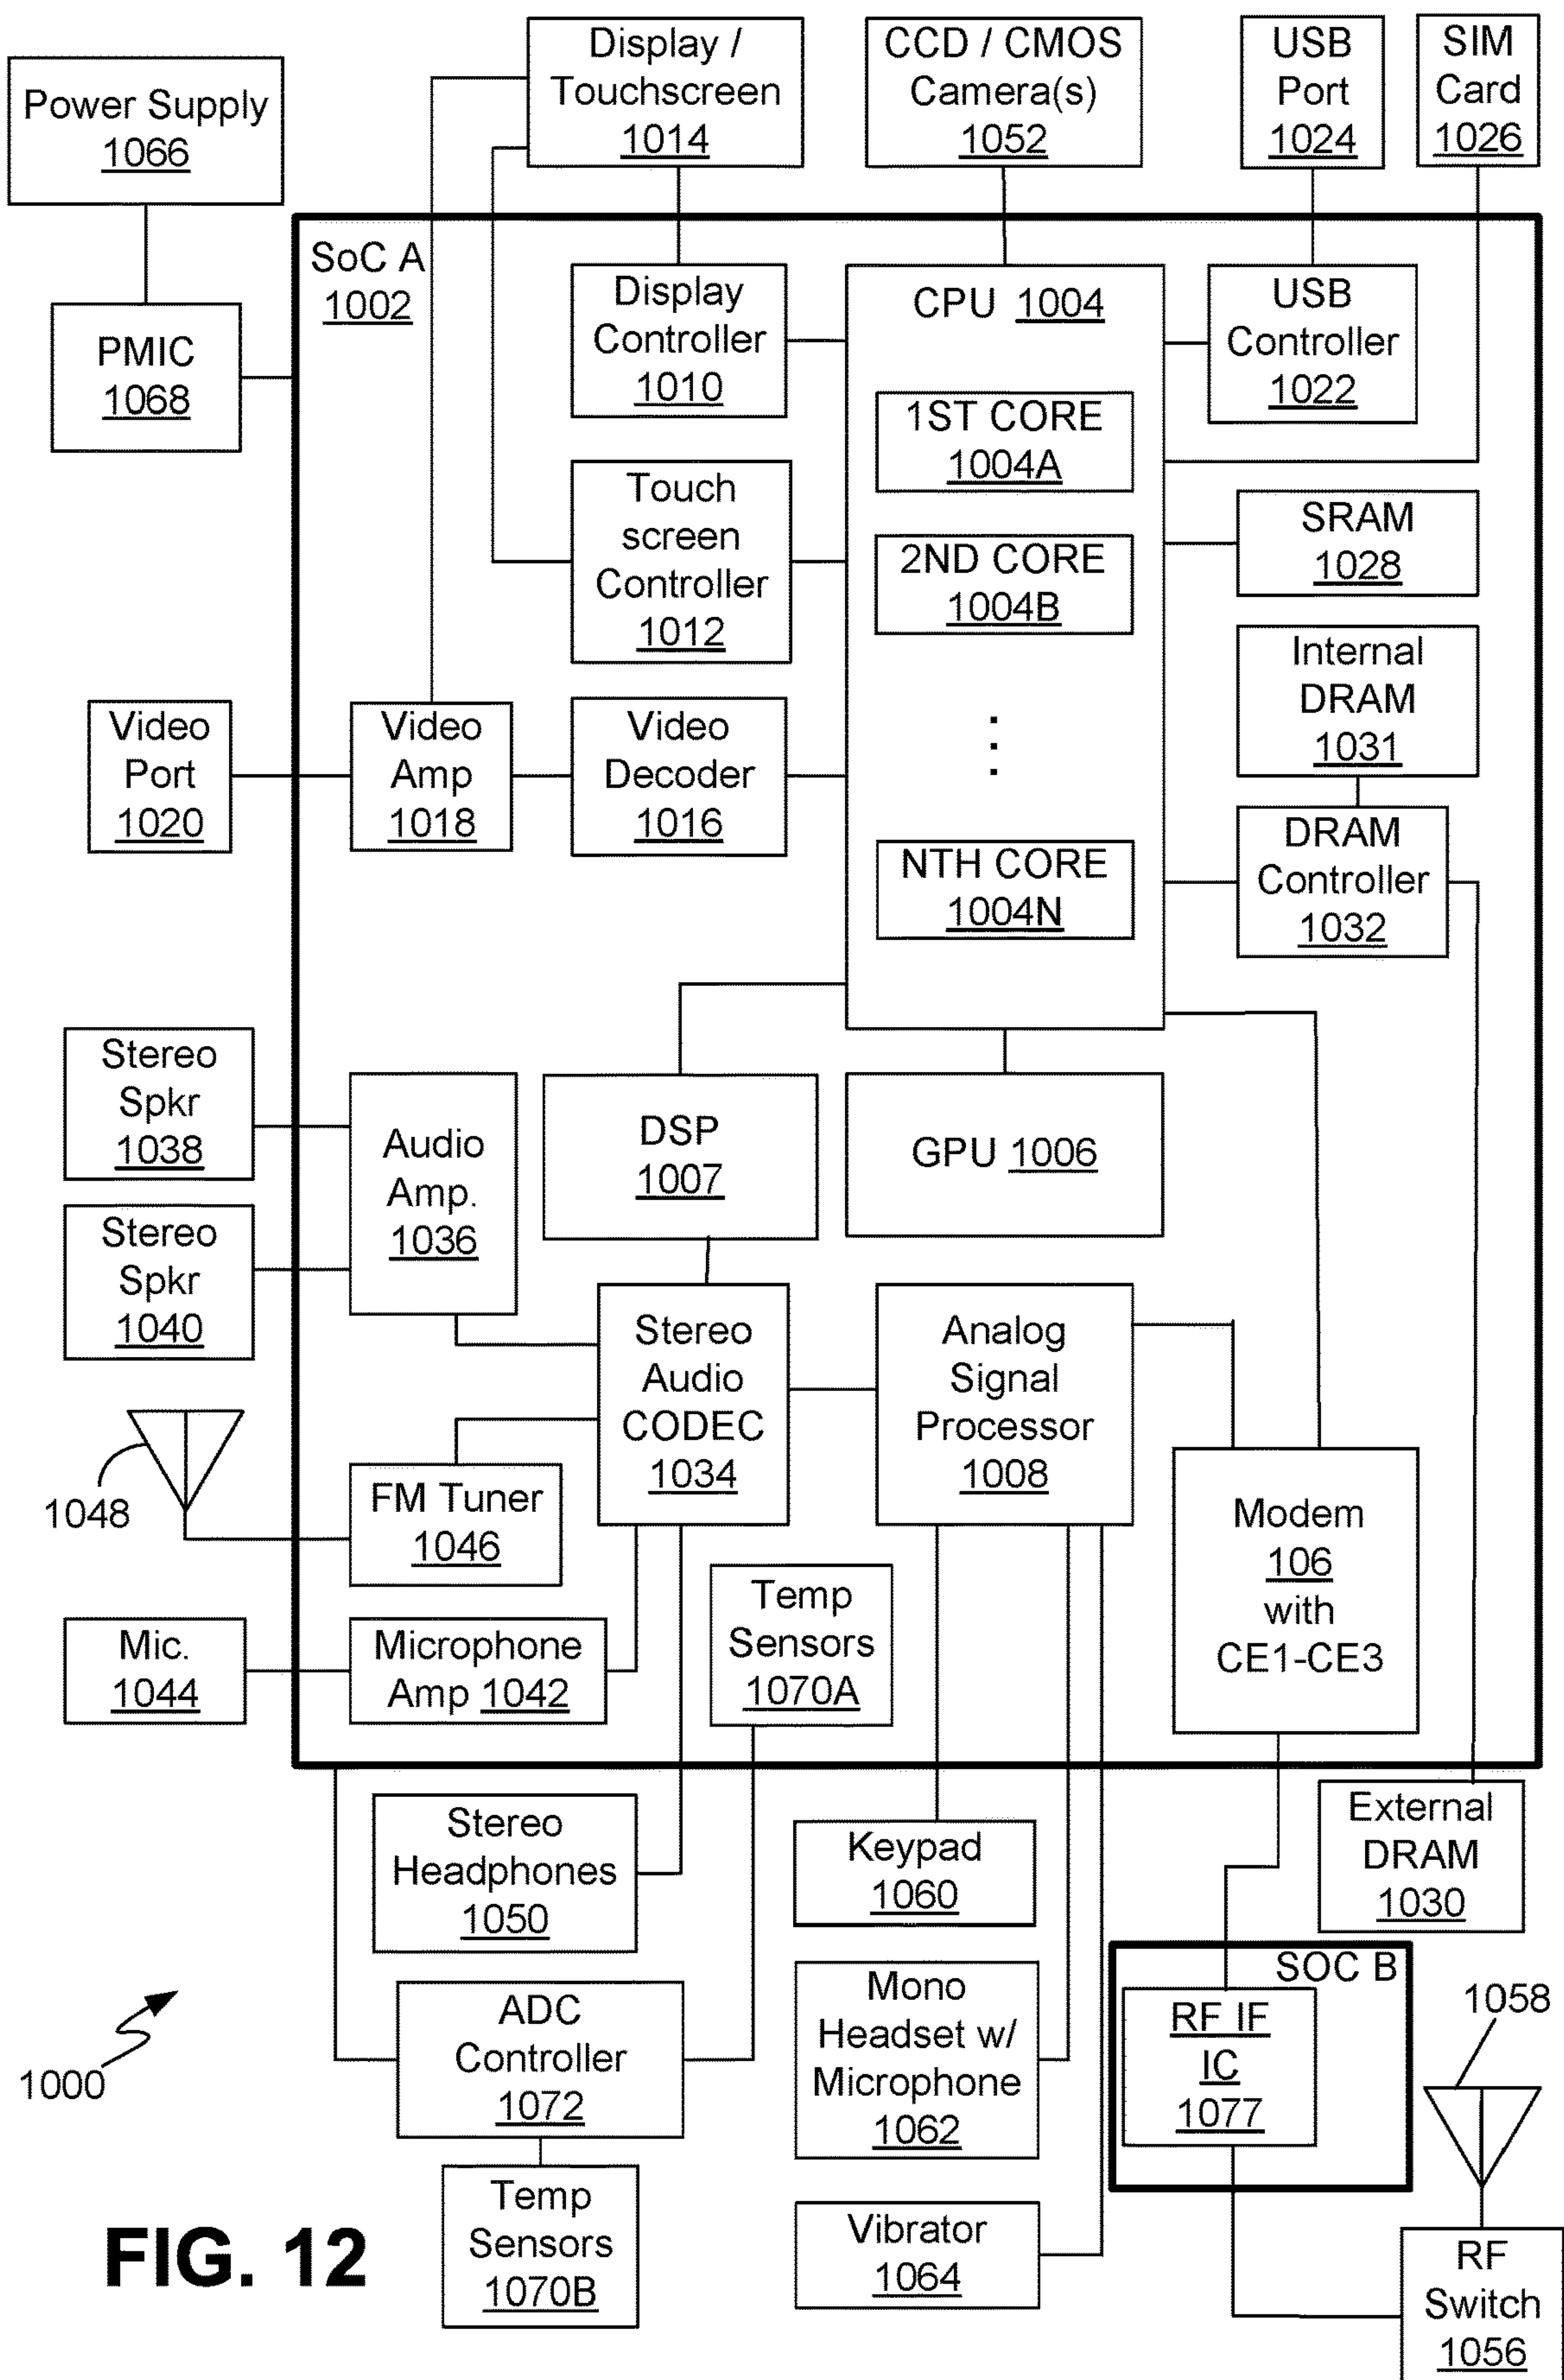 Display /
Touchscreen
1014
CCD / CMOS
Camera(s)
1052
USB
Port
1024
SIM
Card
1026
Power Supply
1066
PMIC
1068
SoC A
1002
Display
Controller
1010
CPU 1004
USB
Controller
1022
1ST CORE
1004A
Touch
screen
Controller
1012
2ND CORE
1004B
SRAM
1028
Internal
DRAM
1031
Video
Port
1020
Video
Amp
1018
Video
Decoder
1016
NTH CORE
1004N
DRAM
Controller
1032
Stereo
Spkr
1038
Stereo
Spkr
1040
Audio
Amp.
1036
DSP
1007
GPU 1006
Stereo
Audio
CODEC
1034
Analog
Signal
Processor
1008
1048
FM Tuner
1046
Modem
106
with
CE1-CE3
Mic.
1044
Microphone
Amp 1042
Temp
Sensors
1070A
Stereo
Headphones
1050
Keypad
1060
External
DRAM
1030
ADC
Controller
1072
Mono
Headset w/
Microphone
1062
SOC B
RF IF
IC
1077
1058
1000
Temp
Sensors
1070B
Vibrator
1064
RF
Switch
1056
FIG. 12